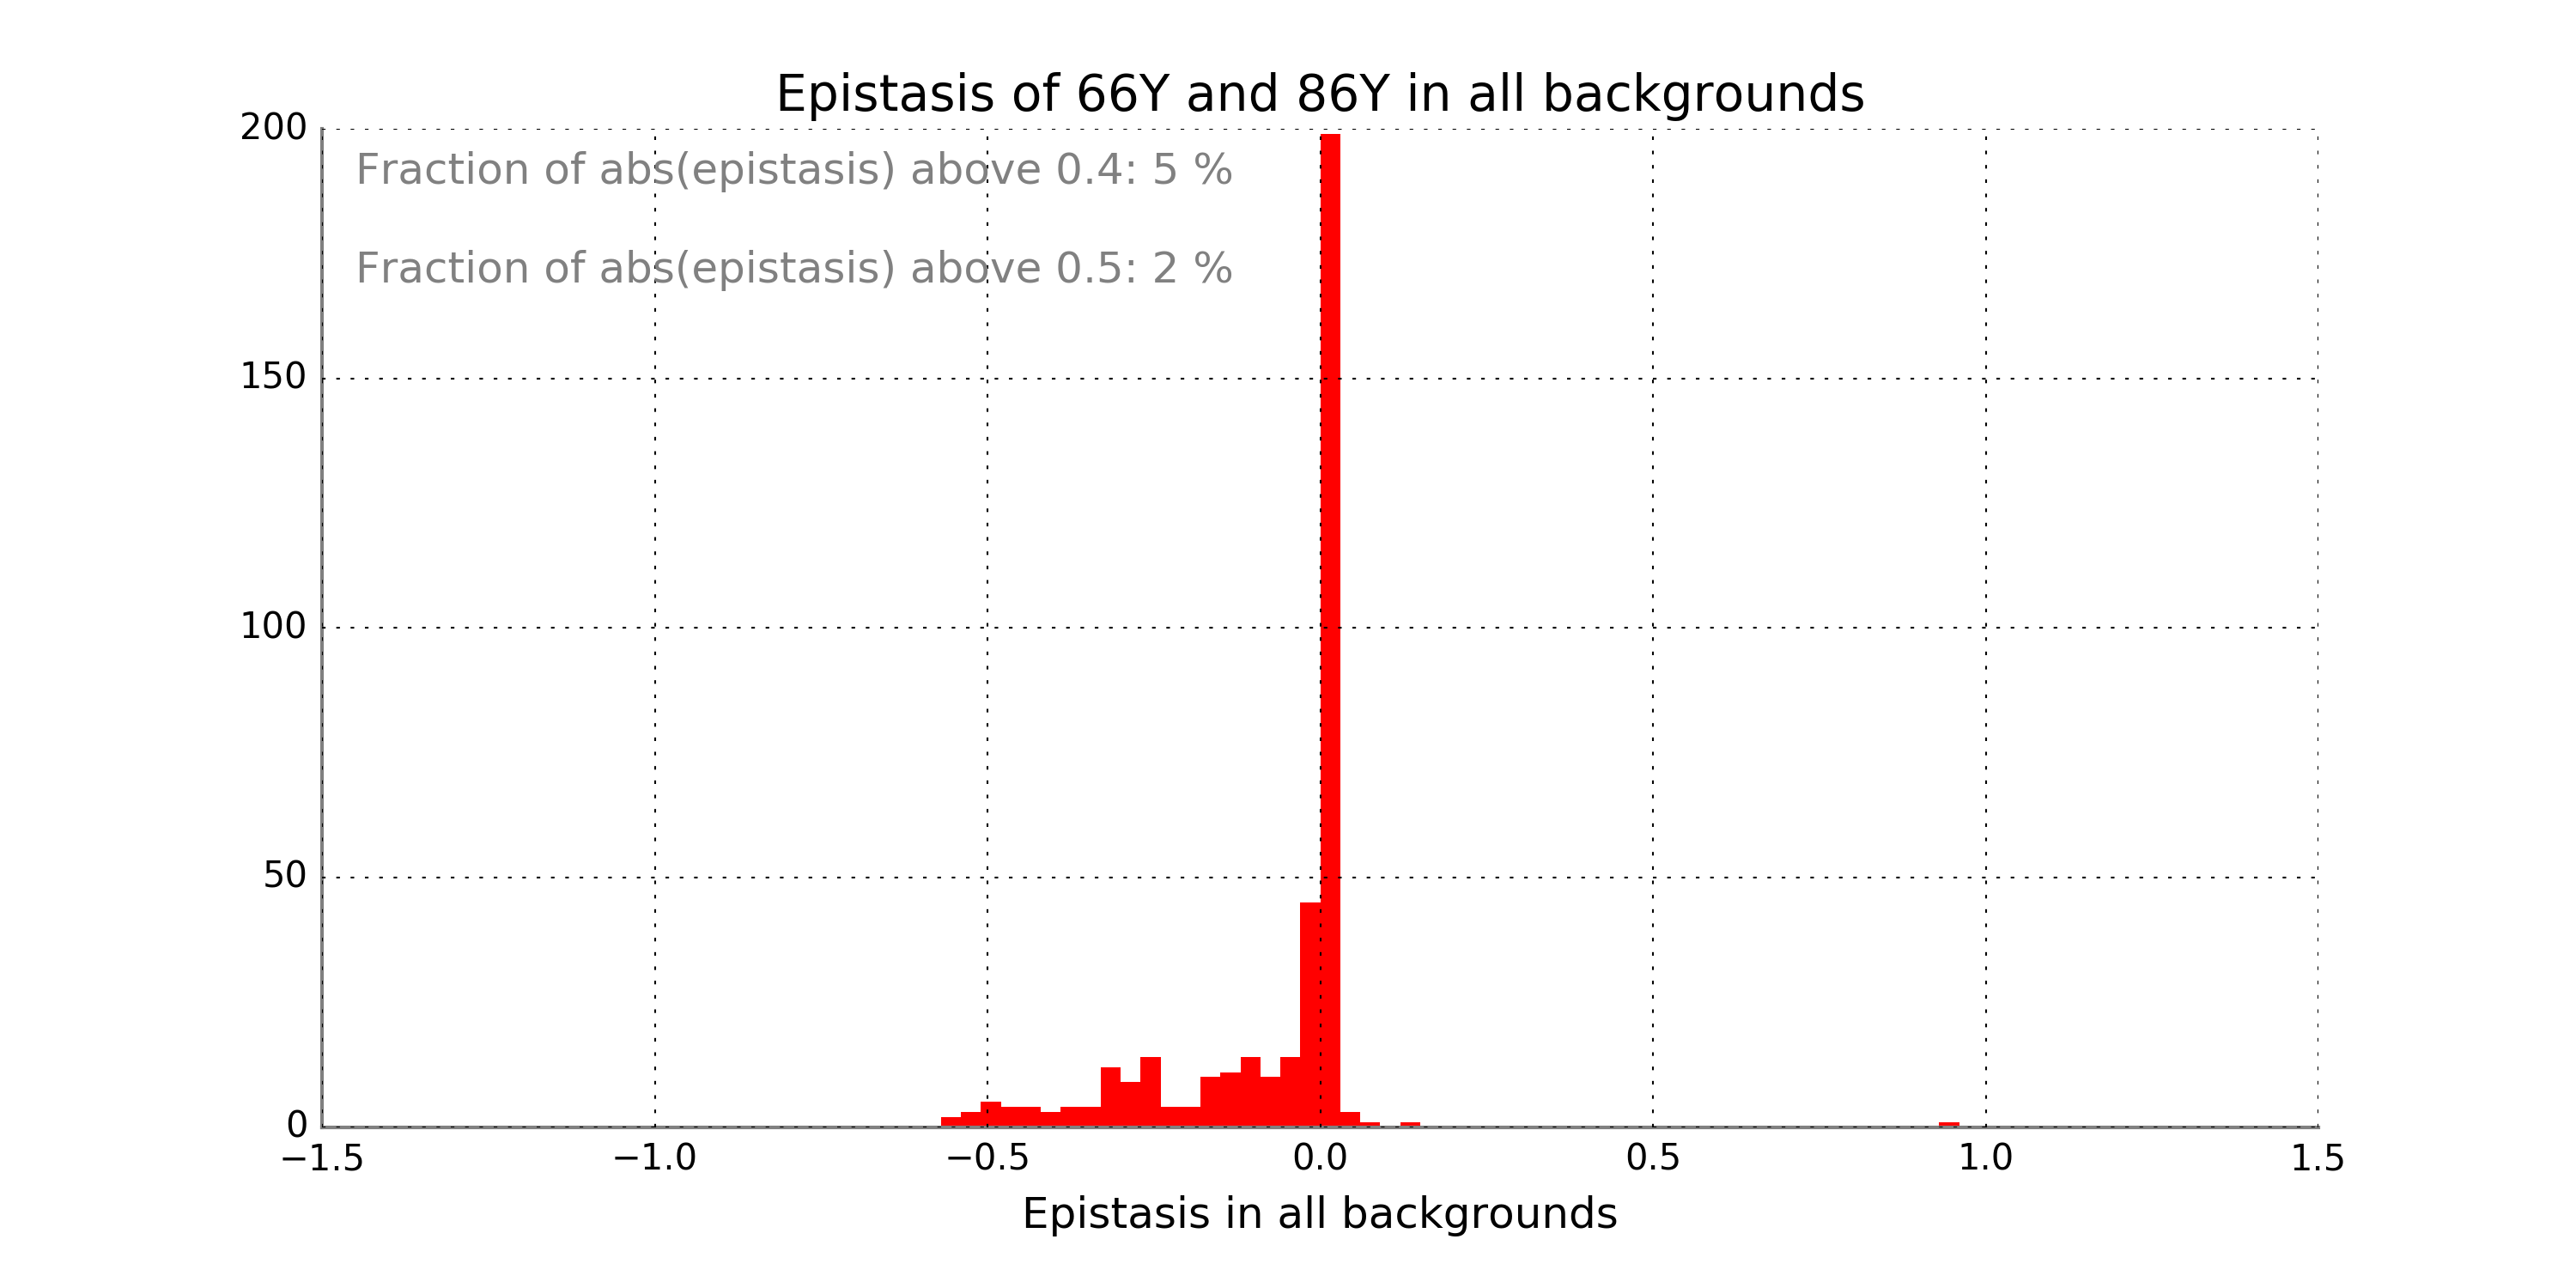 Epistasis of 66Y and 86Y in all backgrounds
200
Fraction of abs(epistasis) above 0.4: 5 %
Fraction of abs(epistasis) above 0.5: 2 %
150
100
50
0
−1.5 −1.0 −0.5 0.0 0.5 1.0 1.5
Epistasis in all backgrounds